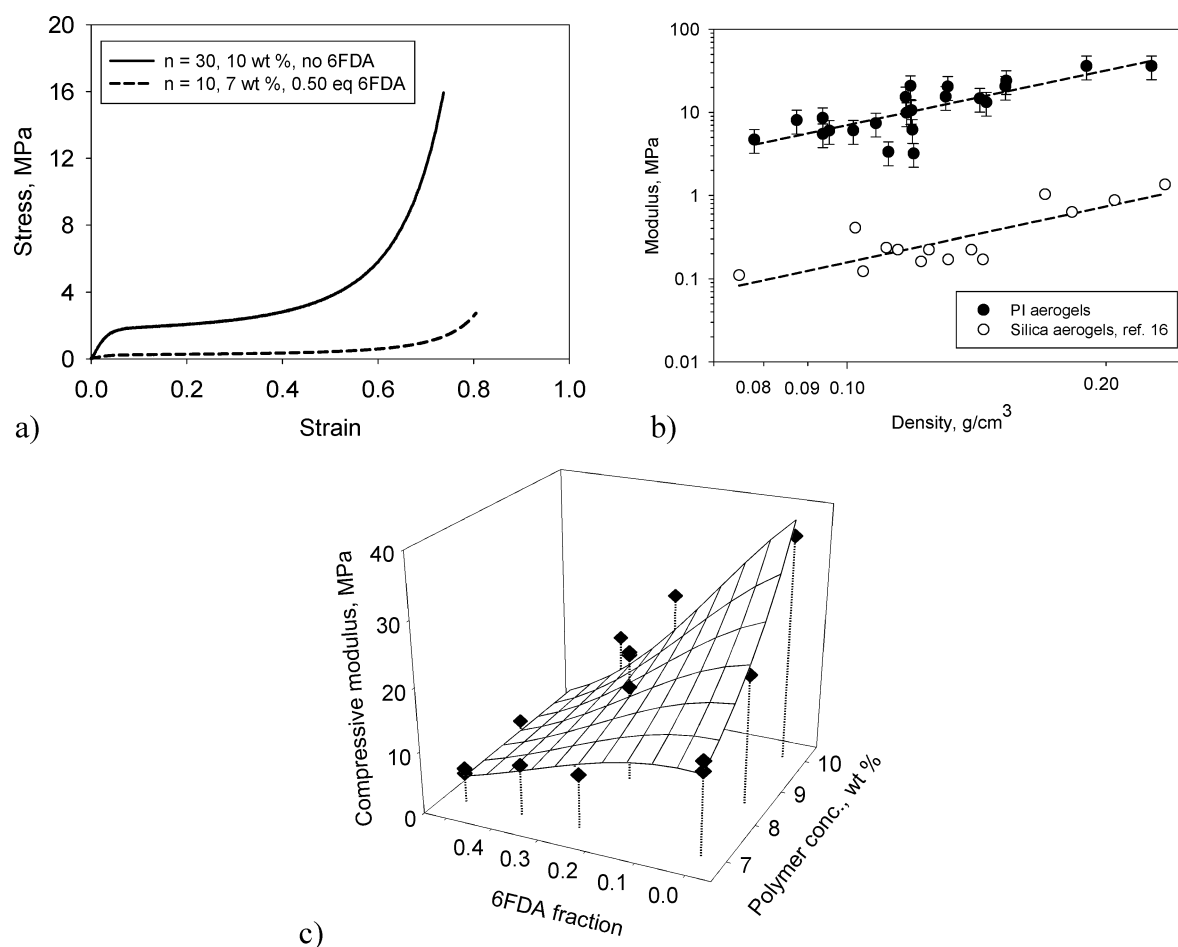 20
16
12
8
4
0
Stress, MPa
n = 30, 10 wt %, no 6FDA
n = 10, 7 wt %, 0.50 eq 6FDA
0.0 0.2 0.4 0.6 0.8 1.0
Strain
a)
100
10
1
0.1
0.01
Modulus, MPa
PI aerogels
Silica aerogels, ref. 16
0.08 0.09 0.10 0.20
Density, g/cm³
b)
40
30
20
10
0
Compressive modulus, MPa
0.4 0.3 0.2 0.1 0.0
6FDA fraction
7 8 9 10
Polymer conc., wt %
c)